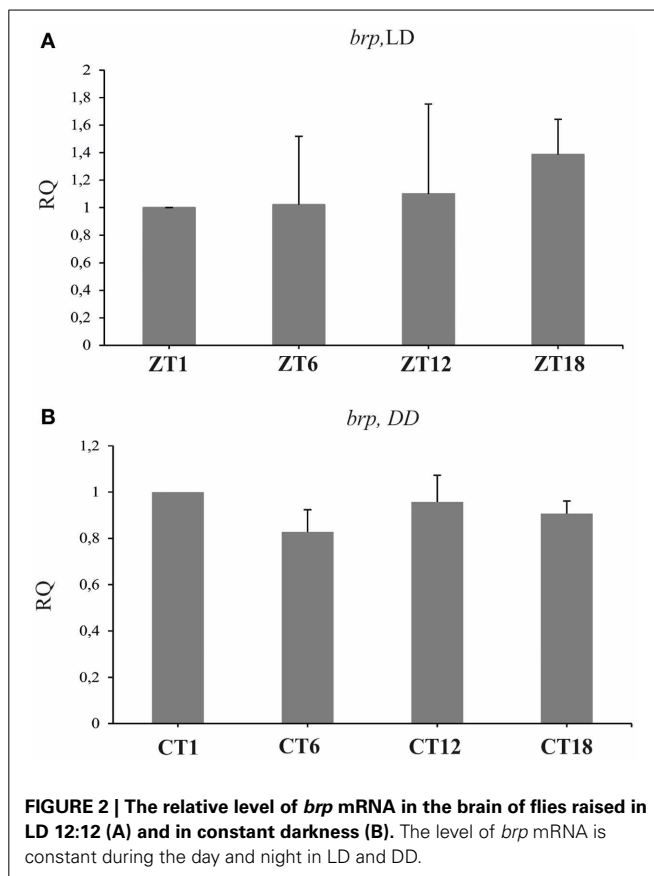 A
brp,LD
2
1,8
1,6
1,4
1,2
1
0,8
0,6
0,4
0,2
0
RQ
ZT1 ZT6 ZT12 ZT18
B
brp, DD
1,2
1
0,8
0,6
0,4
0,2
0
RQ
CT1 CT6 CT12 CT18
FIGURE 2 | The relative level of brp mRNA in the brain of flies raised in
LD 12:12 (A) and in constant darkness (B). The level of brp mRNA is
constant during the day and night in LD and DD.